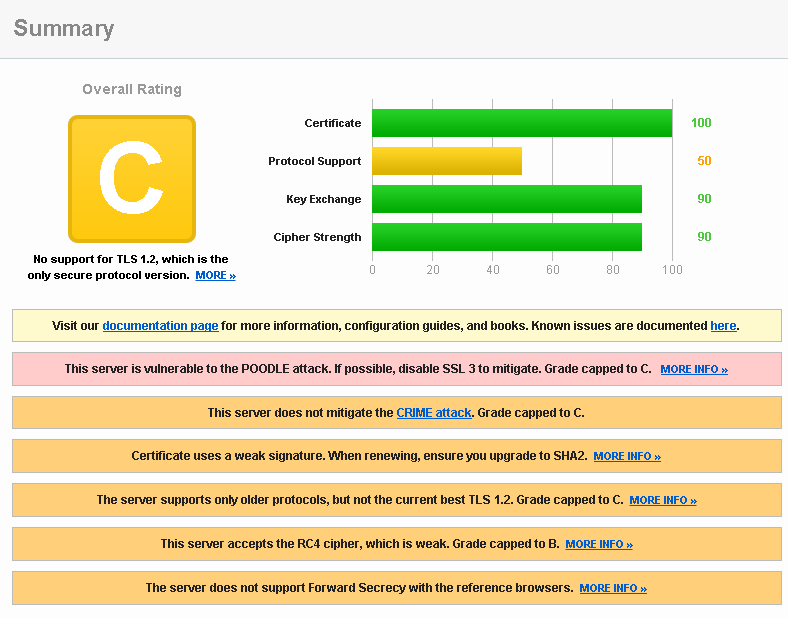 Summary
Overall Rating
C
No support for TLS 1.2, which is the
only secure protocol version. MORE »
Certificate 100
Protocol Support 50
Key Exchange 90
Cipher Strength 90
0 20 40 60 80 100
Visit our documentation page for more information, configuration guides, and books. Known issues are documented here.
This server is vulnerable to the POODLE attack. If possible, disable SSL 3 to mitigate. Grade capped to C. MORE INFO »
This server does not mitigate the CRIME attack. Grade capped to C.
Certificate uses a weak signature. When renewing, ensure you upgrade to SHA2. MORE INFO »
The server supports only older protocols, but not the current best TLS 1.2. Grade capped to C. MORE INFO »
This server accepts the RC4 cipher, which is weak. Grade capped to B. MORE INFO »
The server does not support Forward Secrecy with the reference browsers. MORE INFO »